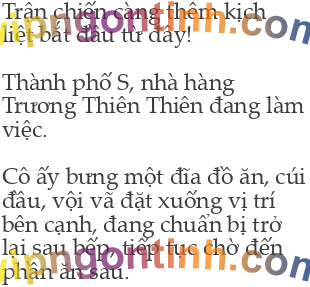 Trận chiến càng thêm kịch
liệt bắt đầu từ đây!
Thành phố S, nhà hàng
Trương Thiên Thiên đang làm
việc.
Cô ấy bưng một đĩa đồ ăn, cúi
đầu, vội vã đặt xuống vị trí
bên cạnh, đang chuẩn bị trở
lại sau bếp, tiếp tục chờ đến
phần ăn sau.